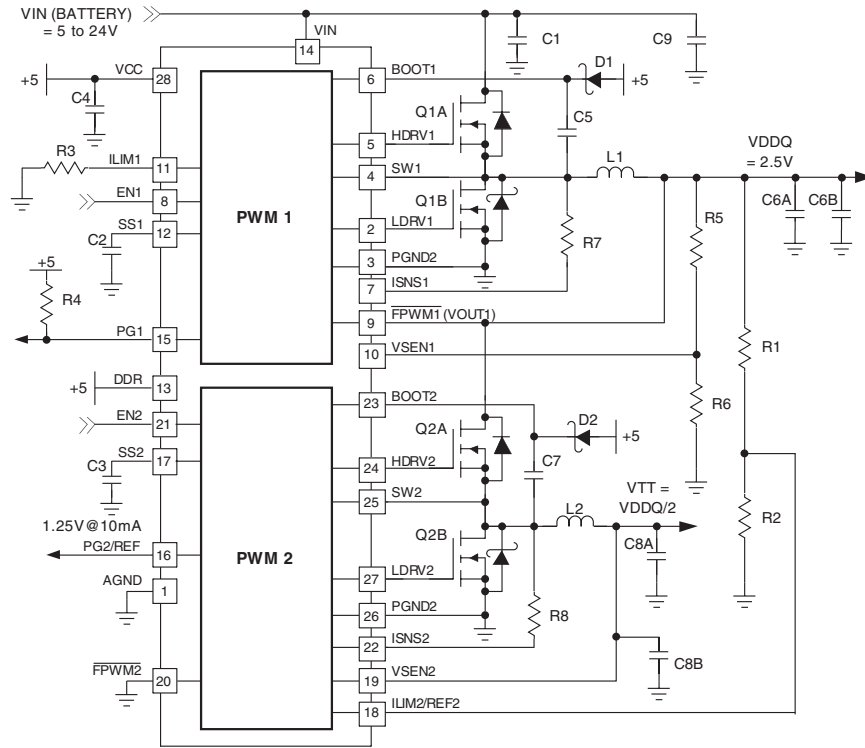 VIN (BATTERY)
= 5 to 24V
VIN
14
C1
C9
+5
VCC
28
C4
6
BOOT1
D1
+5
Q1A
C5
5
HDRV1
R3
ILIM1
11
4
SW1
L1
VDDQ
= 2.5V
EN1
8
PWM 1
Q1B
C6A
C6B
SS1
12
C2
2
LDRV1
R7
R5
3
PGND2
7
ISNS1
+5
R4
9
FPWM1 (VOUT1)
PG1
15
10
VSEN1
R1
DDR
+5
13
23
BOOT2
R6
EN2
21
Q2A
D2
+5
SS2
17
C3
24
HDRV2
C7
25
SW2
VTT =
VDDQ/2
L2
R2
1.25V@10mA
PG2/REF
16
PWM 2
Q2B
C8A
AGND
1
27
LDRV2
26
PGND2
R8
22
ISNS2
C8B
FPWM2
20
19
VSEN2
18
ILIM2/REF2